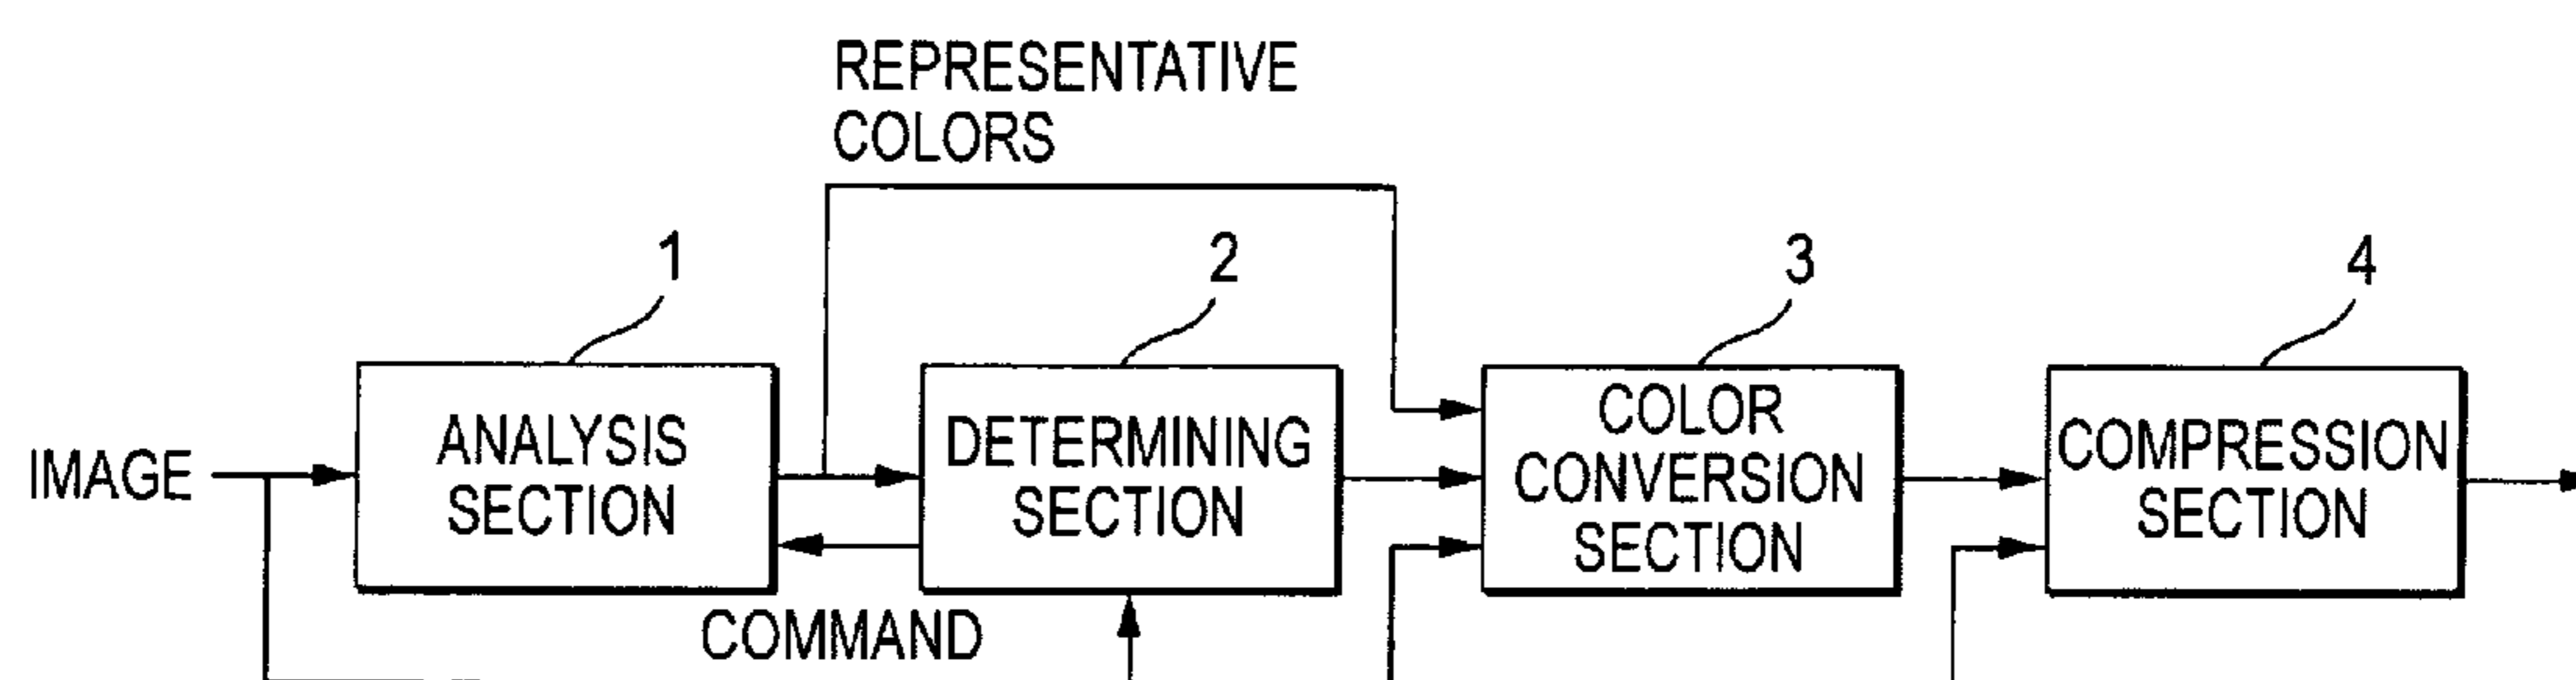 REPRESENTATIVE
COLORS
1
2
3
4
IMAGE
ANALYSIS
SECTION
DETERMINING
SECTION
COLOR
CONVERSION
SECTION
COMPRESSION
SECTION
COMMAND